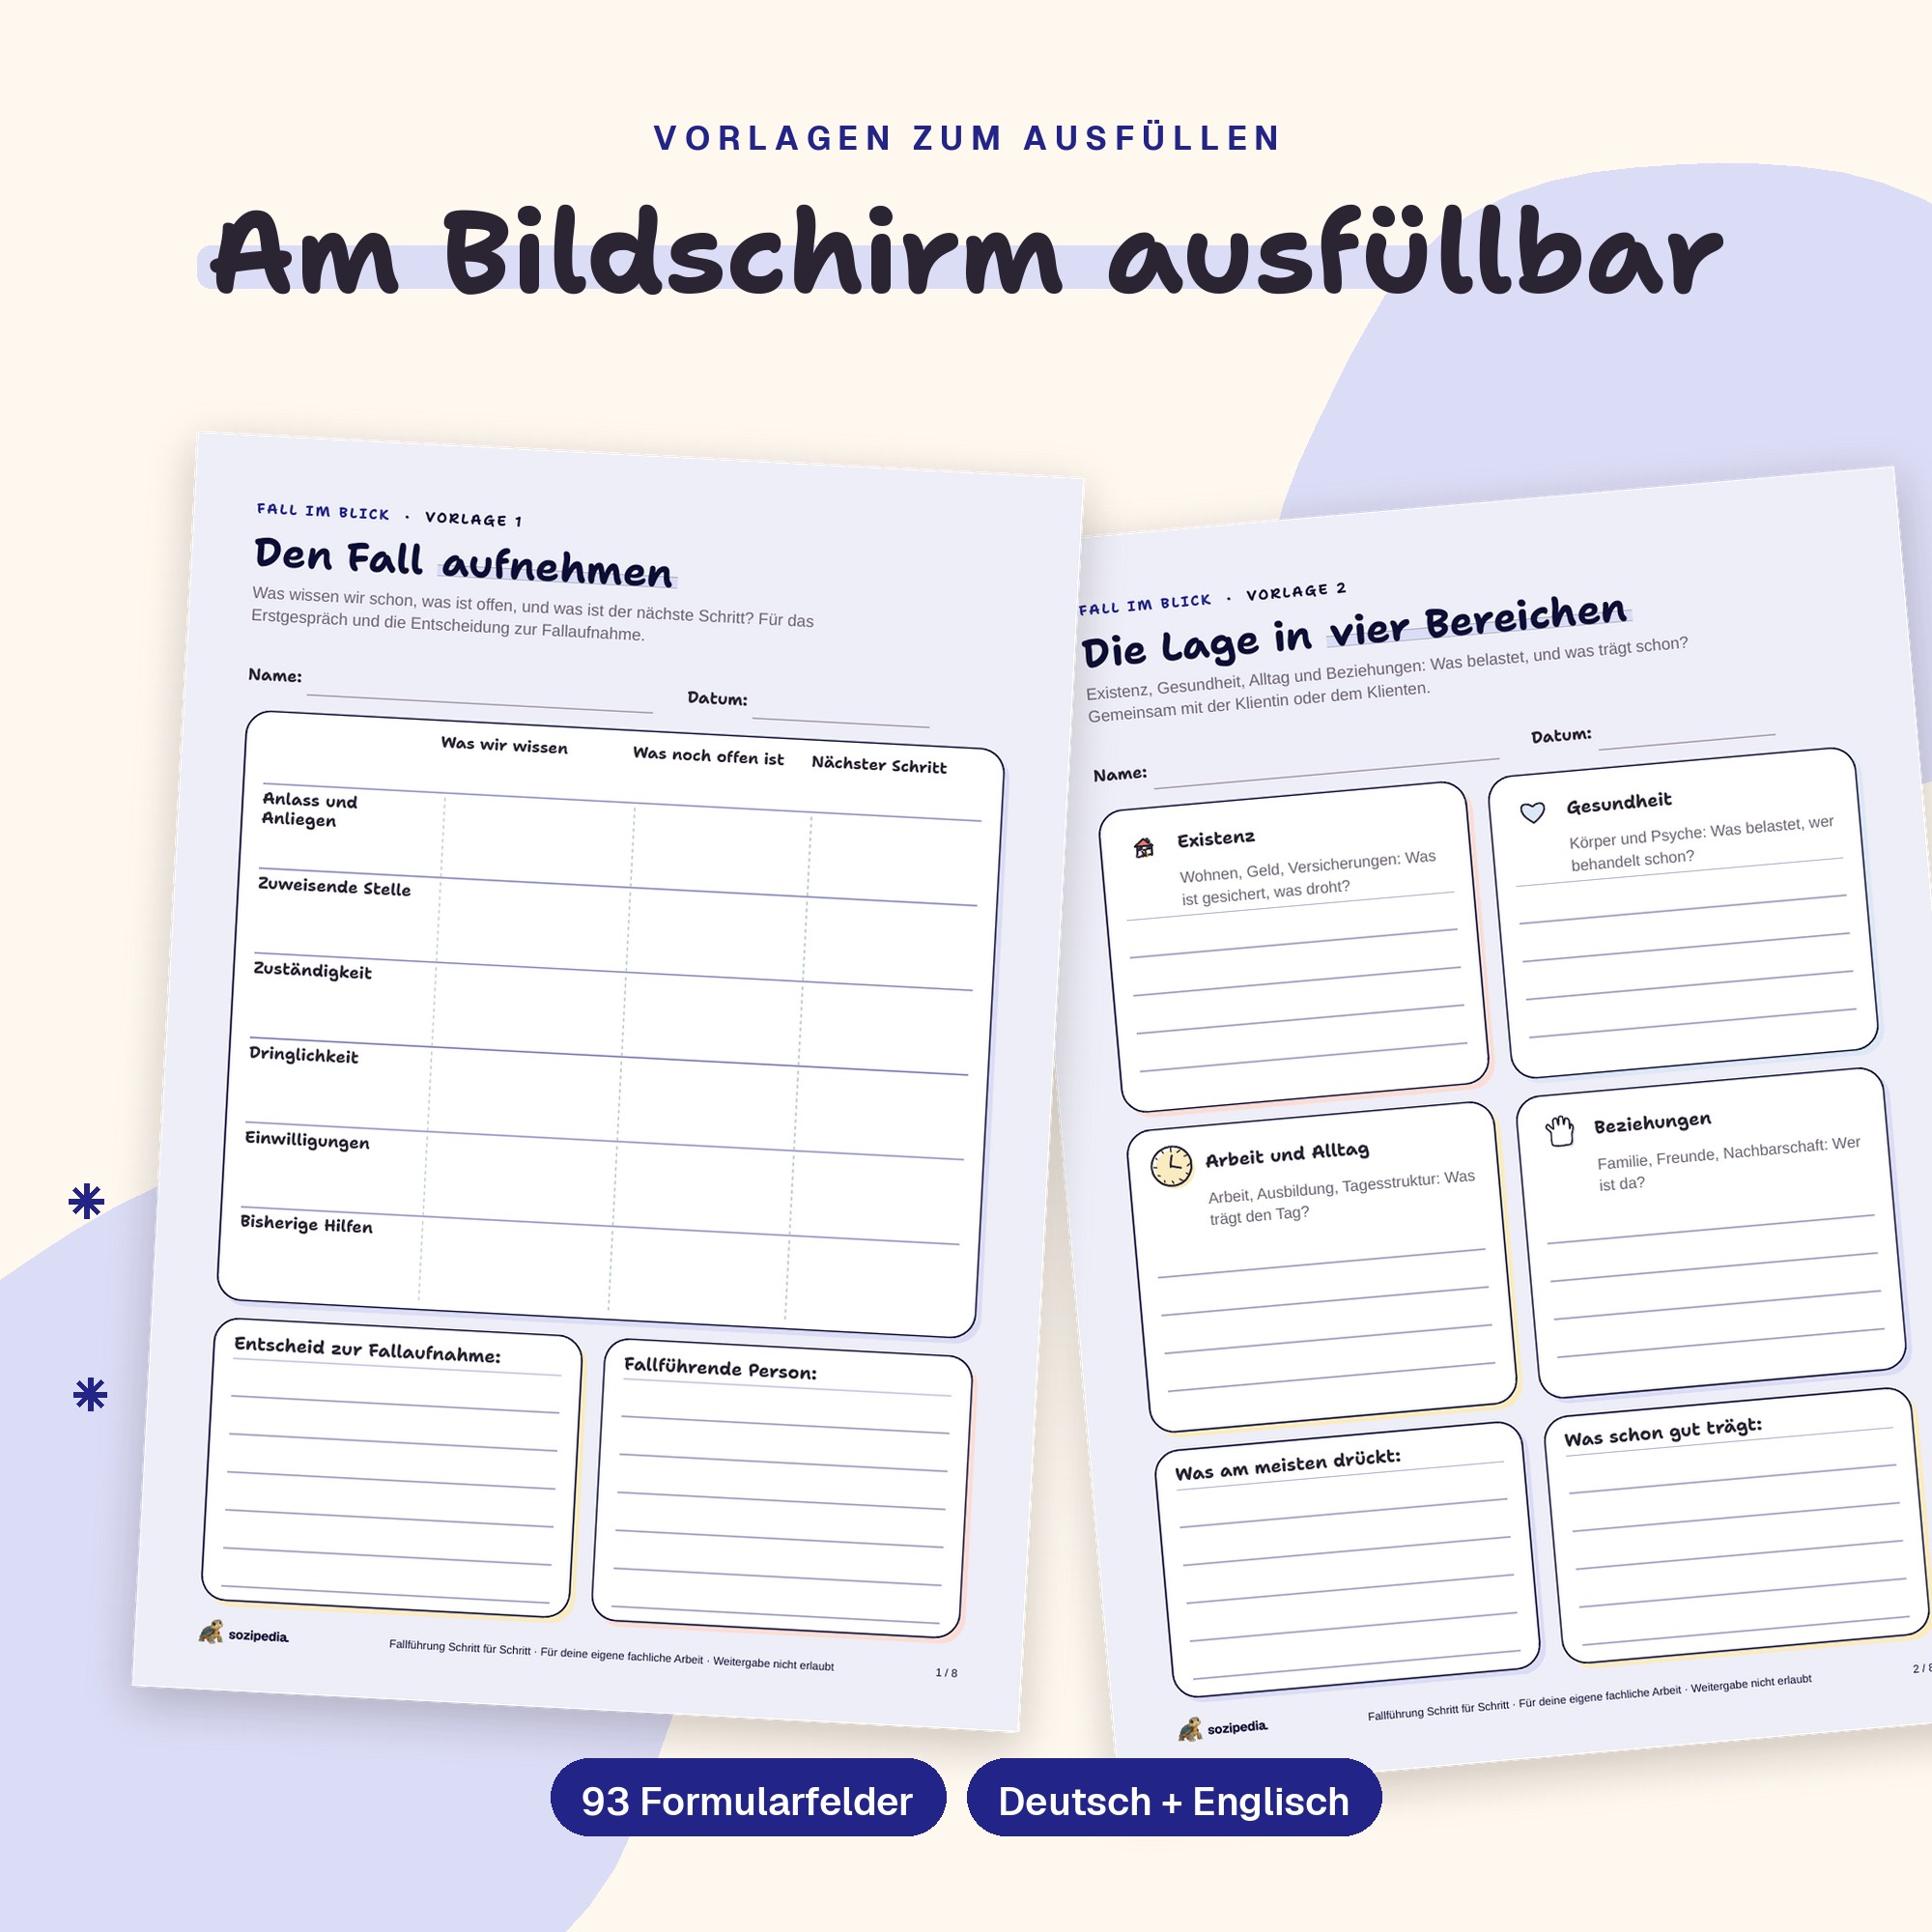 VORLAGEN ZUM AUSFÜLLEN
Am Bildschirm ausfüllbar
FALL IM BLICK · VORLAGE 1
Den Fall aufnehmen
Was wissen wir schon, was ist offen, und was ist der nächste Schritt? Für das
Erstgespräch und die Entscheidung zur Fallaufnahme.
Name:
Datum:
Was wir wissen
Was noch offen ist
Nächster Schritt
Anlass und
Anliegen
Zuweisende Stelle
Zuständigkeit
Dringlichkeit
Einwilligungen
Bisherige Hilfen
Entscheid zur Fallaufnahme:
Fallführende Person:
sozipedia.
Fallführung Schritt für Schritt · Für deine eigene fachliche Arbeit · Weitergabe nicht erlaubt
1 / 8
FALL IM BLICK · VORLAGE 2
Die Lage in vier Bereichen
Existenz, Gesundheit, Alltag und Beziehungen: Was belastet, und was trägt schon?
Gemeinsam mit der Klientin oder dem Klienten.
Name:
Datum:
Existenz
Wohnen, Geld, Versicherungen: Was
ist gesichert, was droht?
Gesundheit
Körper und Psyche: Was belastet, wer
behandelt schon?
Arbeit und Alltag
Arbeit, Ausbildung, Tagesstruktur: Was
trägt den Tag?
Beziehungen
Familie, Freunde, Nachbarschaft: Wer
ist da?
Was am meisten drückt:
Was schon gut trägt:
sozipedia.
Fallführung Schritt für Schritt · Für deine eigene fachliche Arbeit · Weitergabe nicht erlaubt
2 / 8
93 Formularfelder
Deutsch + Englisch